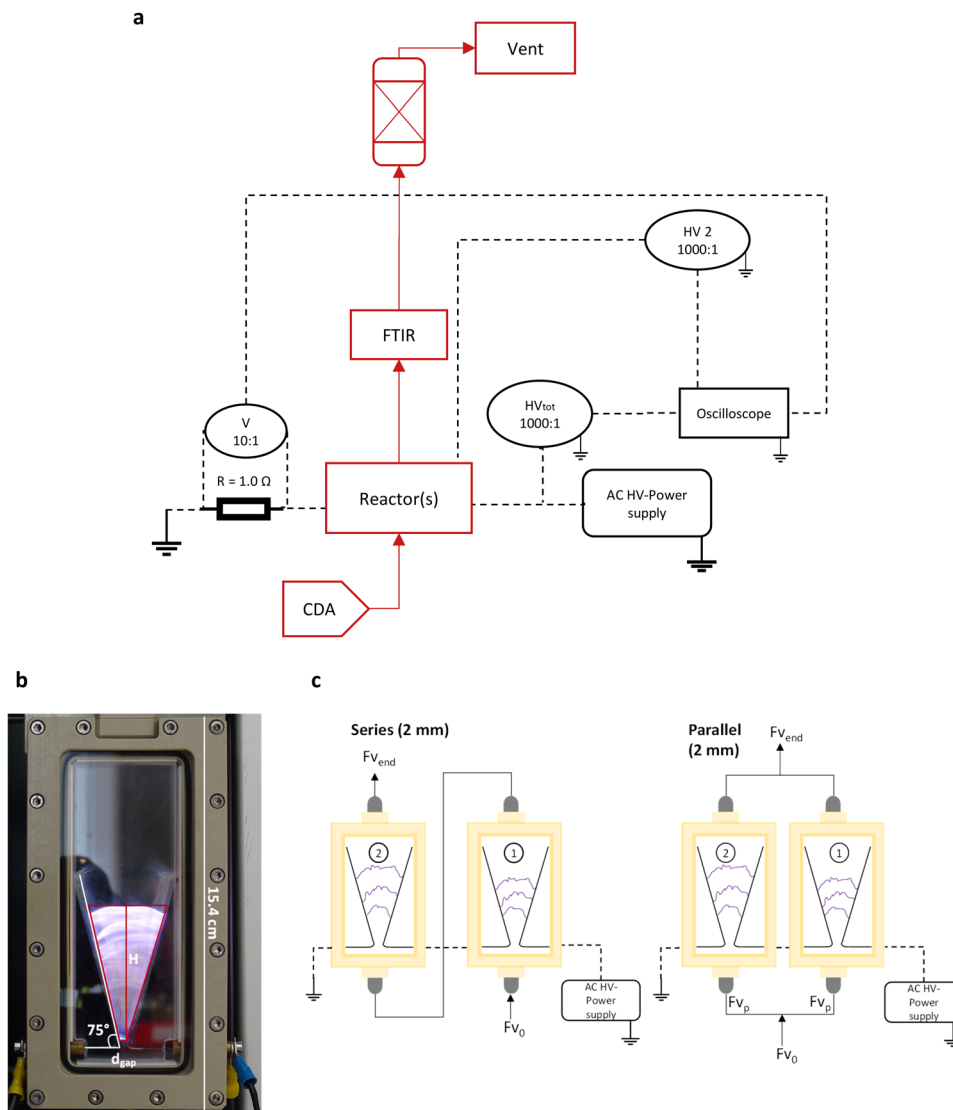 a
Vent
HV 2
1000:1
FTIR
HVtot
1000:1
Oscilloscope
V
10:1
R = 1.0 Ω
Reactor(s)
AC HV-Power
supply
CDA
b
75°
H
dgap
15.4 cm
c
Series (2 mm)
Fvend
2
1
AC HV-
Power
supply
Fv0
Parallel
(2 mm)
Fvend
2
1
Fvp
Fvp
AC HV-
Power
supply
Fv0